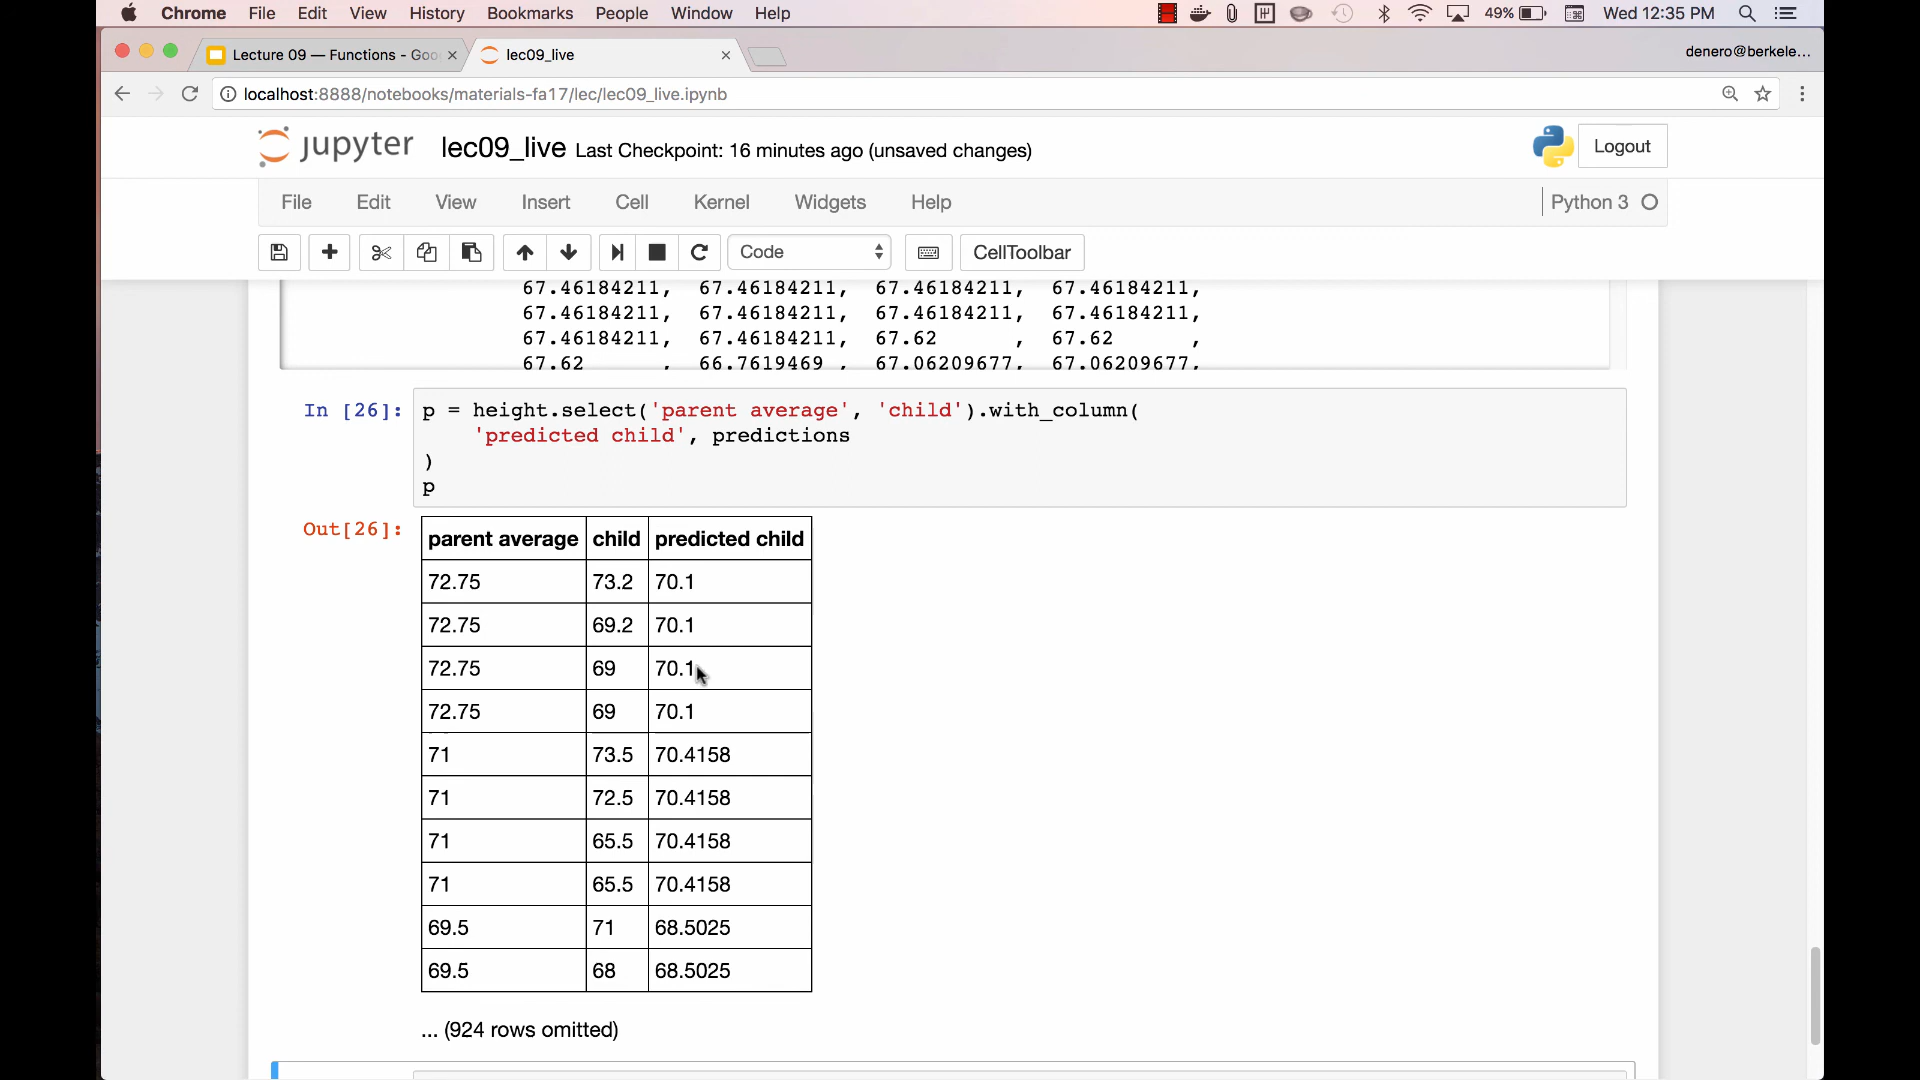 Chrome File Edit View History Bookmarks People Window Help 49% Wed 12:35 PM
Lecture 09 — Functions - Goo lec09_live denero@berkele...
localhost:8888/notebooks/materials-fa17/lec/lec09_live.ipynb
jupyter lec09_live Last Checkpoint: 16 minutes ago (unsaved changes) Logout
File Edit View Insert Cell Kernel Widgets Help Python 3
Code CellToolbar
67.46184211, 67.46184211, 67.46184211, 67.46184211,
67.46184211, 67.46184211, 67.46184211, 67.46184211,
67.46184211, 67.46184211, 67.62 , 67.62 ,
67.62 , 66.7619469 , 67.06209677, 67.06209677,
In [26]: p = height.select('parent average', 'child').with_column(
'predicted child', predictions
)
p
Out[26]: parent average child predicted child
72.75 73.2 70.1
72.75 69.2 70.1
72.75 69 70.1
72.75 69 70.1
71 73.5 70.4158
71 72.5 70.4158
71 65.5 70.4158
71 65.5 70.4158
69.5 71 68.5025
69.5 68 68.5025
... (924 rows omitted)